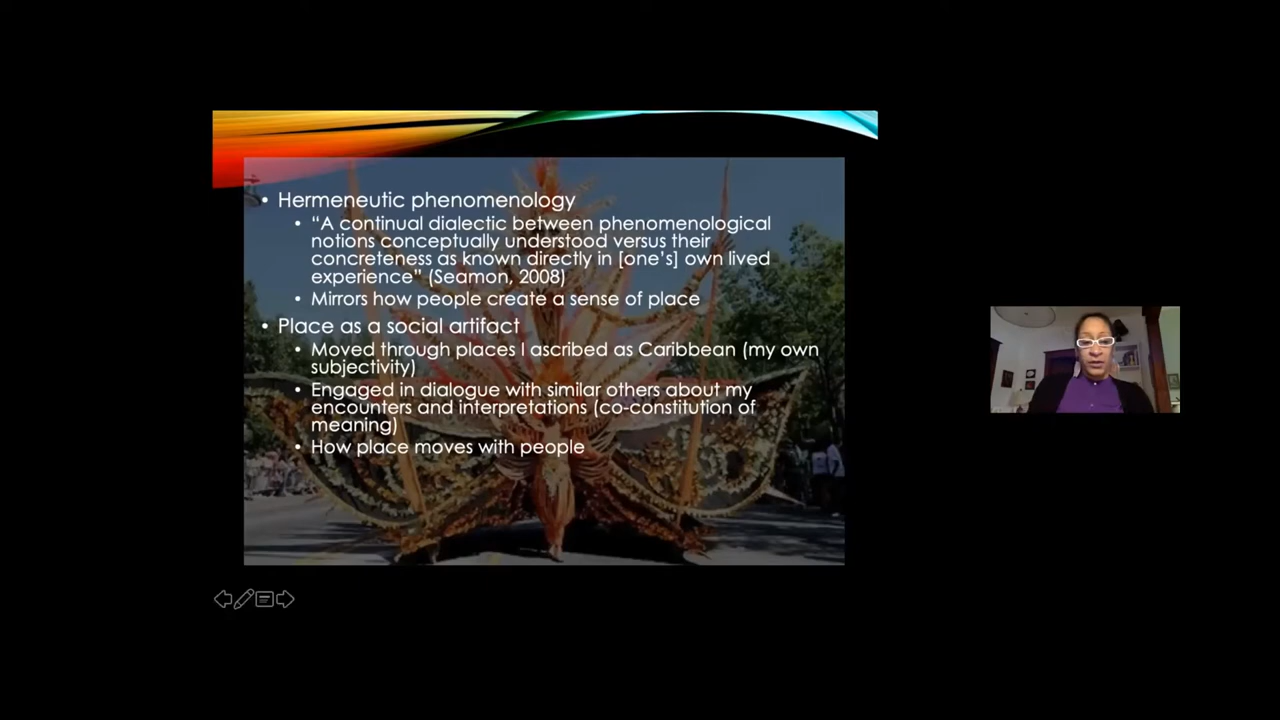 • Hermeneutic phenomenology
• “A continual dialectic between phenomenological
notions conceptually understood versus their
concreteness as known directly in [one’s] own lived
experience” (Seamon, 2008)
• Mirrors how people create a sense of place
• Place as a social artifact
• Moved through places I ascribed as Caribbean (my own
subjectivity)
• Engaged in dialogue with similar others about my
encounters and interpretations (co-constitution of
meaning)
• How place moves with people